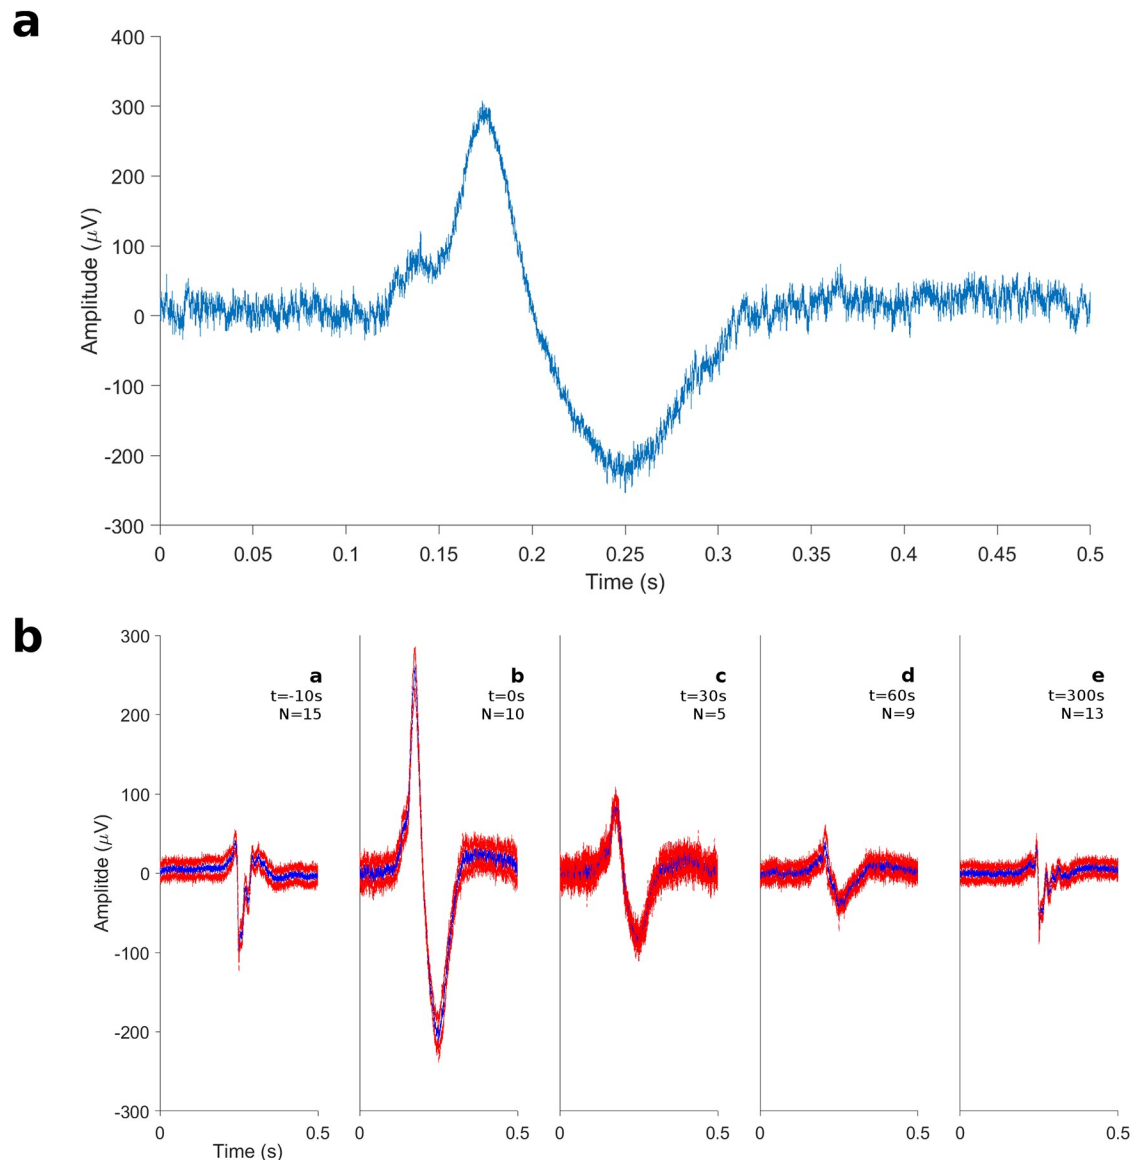 a
400
300
200
100
0
-100
-200
-300
Amplitude (μV)
0 0.05 0.1 0.15 0.2 0.25 0.3 0.35 0.4 0.45 0.5
Time (s)
b
300
200
100
0
-100
-200
-300
Amplitde (μV)
a
t=-10s
N=15
b
t=0s
N=10
c
t=30s
N=5
d
t=60s
N=9
e
t=300s
N=13
0 0.5 0 0.5 0 0.5 0 0.5 0 0.5
Time (s)